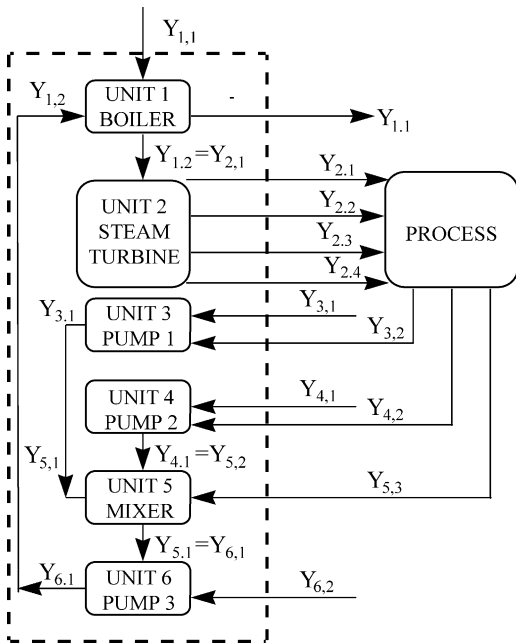 Y1,1
Y1,2
UNIT 1
BOILER
-
Y1.1
Y1.2=Y2,1
Y2.1
UNIT 2
STEAM
TURBINE
Y2.2
Y2.3
Y2.4
PROCESS
Y3.1
UNIT 3
PUMP 1
Y3,1
Y3,2
UNIT 4
PUMP 2
Y4,1
Y4,2
Y5,1
Y4.1=Y5,2
UNIT 5
MIXER
Y5,3
Y5.1=Y6,1
Y6.1
UNIT 6
PUMP 3
Y6,2